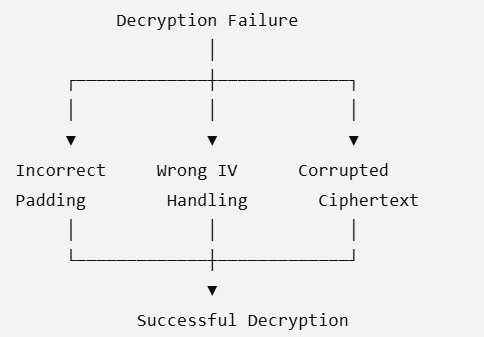 Decryption Failure
Incorrect Wrong IV Corrupted
Padding Handling Ciphertext
Successful Decryption